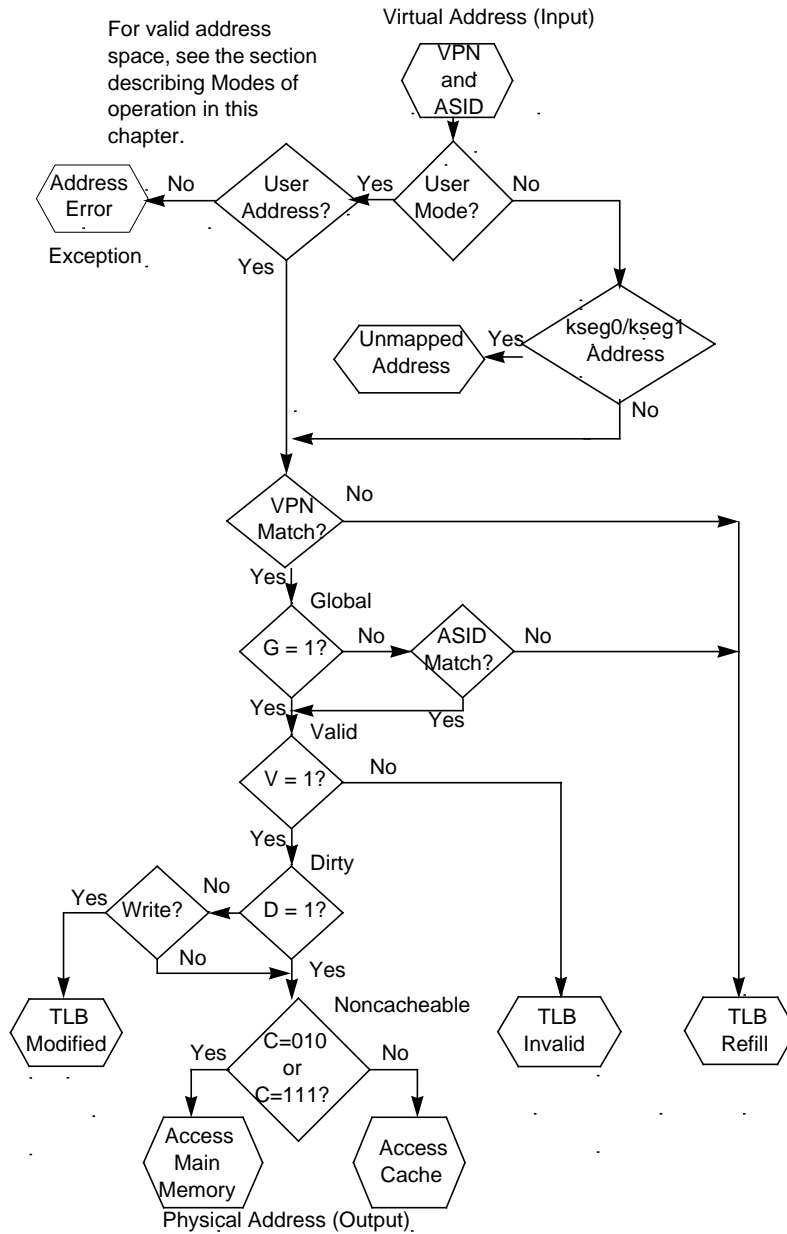 Virtual Address (Input)
For valid address
space, see the section
describing Modes of
operation in this
chapter.
VPN
and
ASID
Address
Error
No
User
Address?
Yes
User
Mode?
No
Exception
Yes
Unmapped
Address
Yes
kseg0/kseg1
Address
No
VPN
Match?
No
Yes
Global
G = 1?
No
ASID
Match?
No
Yes
Yes
Valid
V = 1?
No
Yes
Dirty
Yes
Write?
No
D = 1?
No
Yes
TLB
Modified
Noncacheable
TLB
Invalid
TLB
Refill
Yes
C=010
or
C=111?
No
Access
Main
Memory
Access
Cache
Physical Address (Output)